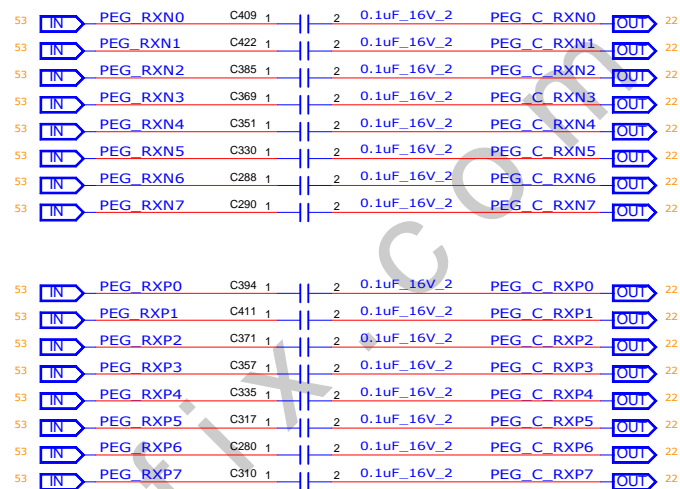 53 IN PEG_RXN0 C409 1 2 0.1uF_16V_2 PEG_C_RXN0 OUT 22
53 IN PEG_RXN1 C422 1 2 0.1uF_16V_2 PEG_C_RXN1 OUT 22
53 IN PEG_RXN2 C385 1 2 0.1uF_16V_2 PEG_C_RXN2 OUT 22
53 IN PEG_RXN3 C369 1 2 0.1uF_16V_2 PEG_C_RXN3 OUT 22
53 IN PEG_RXN4 C351 1 2 0.1uF_16V_2 PEG_C_RXN4 OUT 22
53 IN PEG_RXN5 C330 1 2 0.1uF_16V_2 PEG_C_RXN5 OUT 22
53 IN PEG_RXN6 C288 1 2 0.1uF_16V_2 PEG_C_RXN6 OUT 22
53 IN PEG_RXN7 C290 1 2 0.1uF_16V_2 PEG_C_RXN7 OUT 22
53 IN PEG_RXP0 C394 1 2 0.1uF_16V_2 PEG_C_RXP0 OUT 22
53 IN PEG_RXP1 C411 1 2 0.1uF_16V_2 PEG_C_RXP1 OUT 22
53 IN PEG_RXP2 C371 1 2 0.1uF_16V_2 PEG_C_RXP2 OUT 22
53 IN PEG_RXP3 C357 1 2 0.1uF_16V_2 PEG_C_RXP3 OUT 22
53 IN PEG_RXP4 C335 1 2 0.1uF_16V_2 PEG_C_RXP4 OUT 22
53 IN PEG_RXP5 C317 1 2 0.1uF_16V_2 PEG_C_RXP5 OUT 22
53 IN PEG_RXP6 C280 1 2 0.1uF_16V_2 PEG_C_RXP6 OUT 22
53 IN PEG_RXP7 C310 1 2 0.1uF_16V_2 PEG_C_RXP7 OUT 22
fix.com